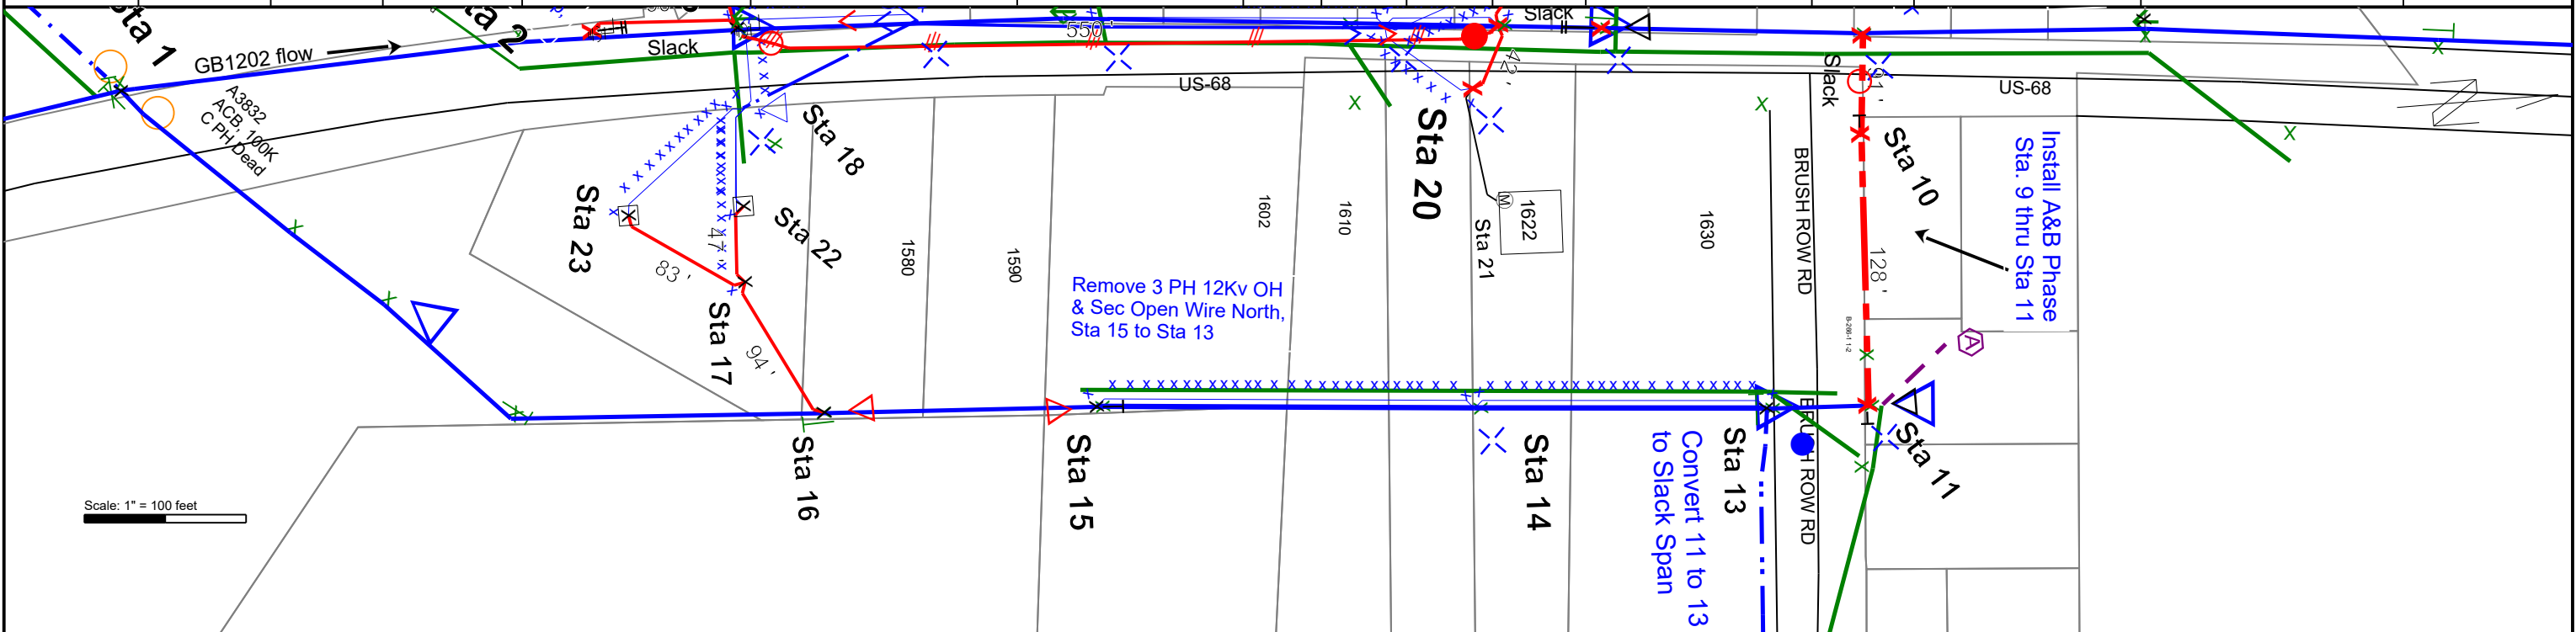 Sta 1
GB1202 flow
A3832
ACB, 100K
C PH Dead
Sta 2
Slack
550'
Slack
42'
US-68
Slack
91'
US-68
Sta 18
Sta 20
Sta 10
Install A&B Phase
Sta. 9 thru Sta 11
Sta 23
Sta 22
47'
83'
Sta 17
94'
1580
1590
1602
1610
M
1622
Sta 21
1630
BRUSH ROW RD
128'
Remove 3 PH 12Kv OH
& Sec Open Wire North,
Sta 15 to Sta 13
A
Sta 16
Sta 15
Sta 14
Convert 11 to 13
to Slack Span
Sta 13
BRUSH ROW RD
Sta 11
Scale: 1" = 100 feet